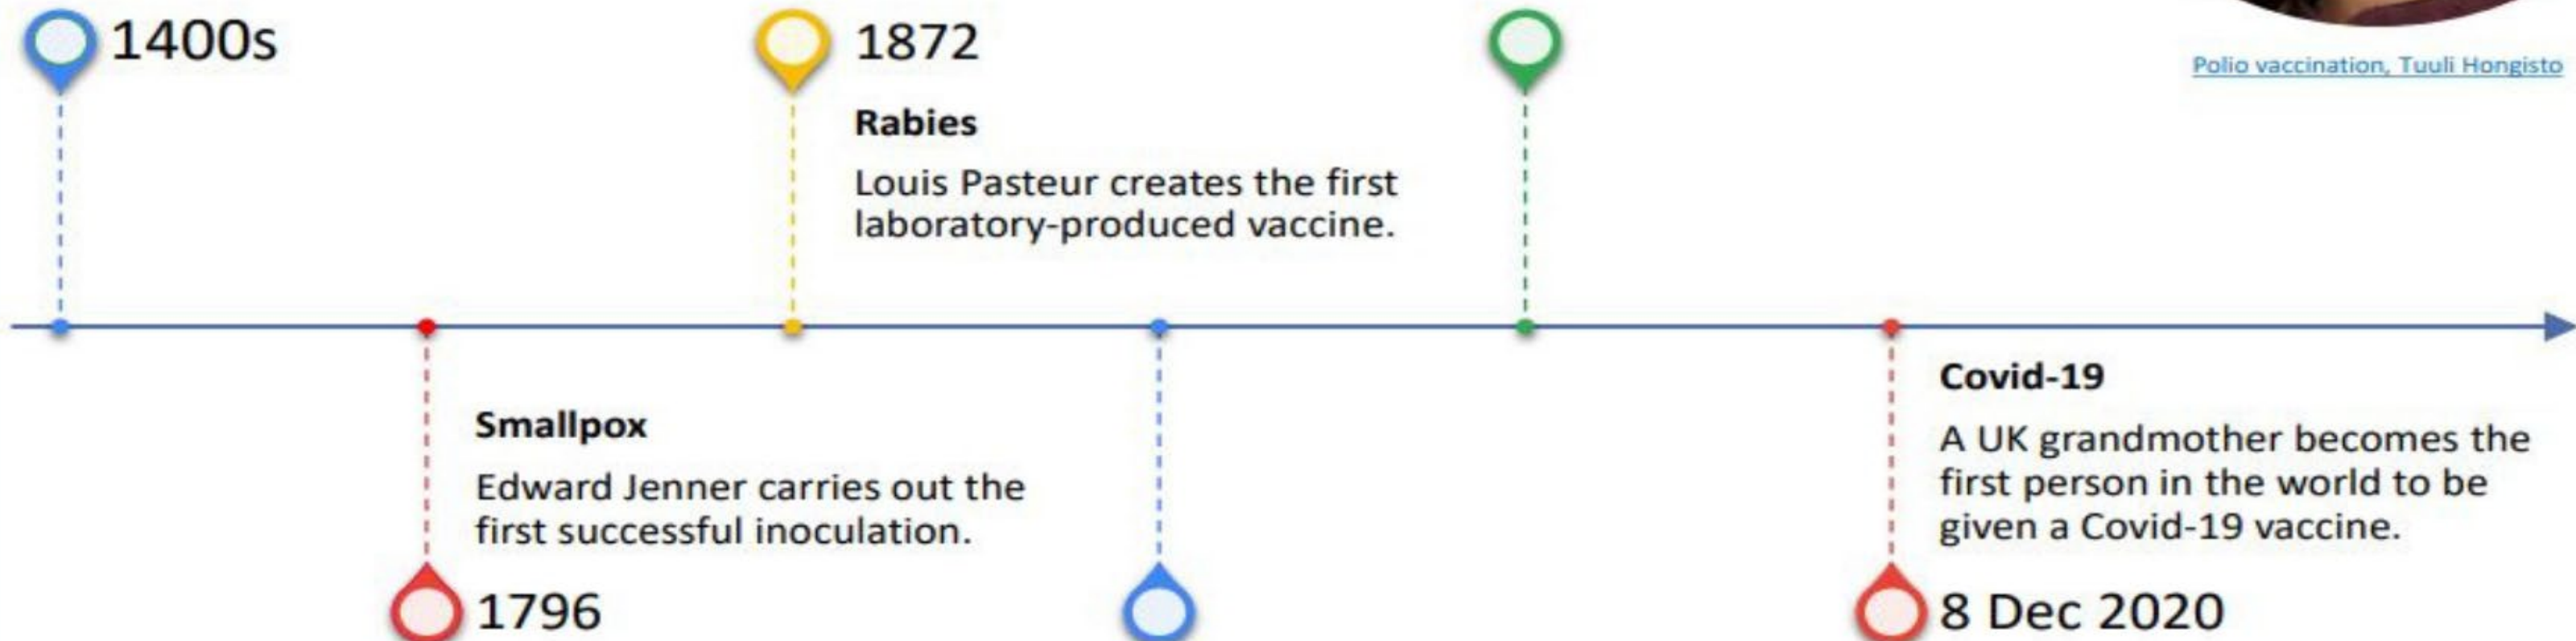 1400s
1872
Polio vaccination, Tuuli Hongisto
Rabies
Louis Pasteur creates the first
laboratory-produced vaccine.
Smallpox
Edward Jenner carries out the
first successful inoculation.
1796
Covid-19
A UK grandmother becomes the
first person in the world to be
given a Covid-19 vaccine.
8 Dec 2020